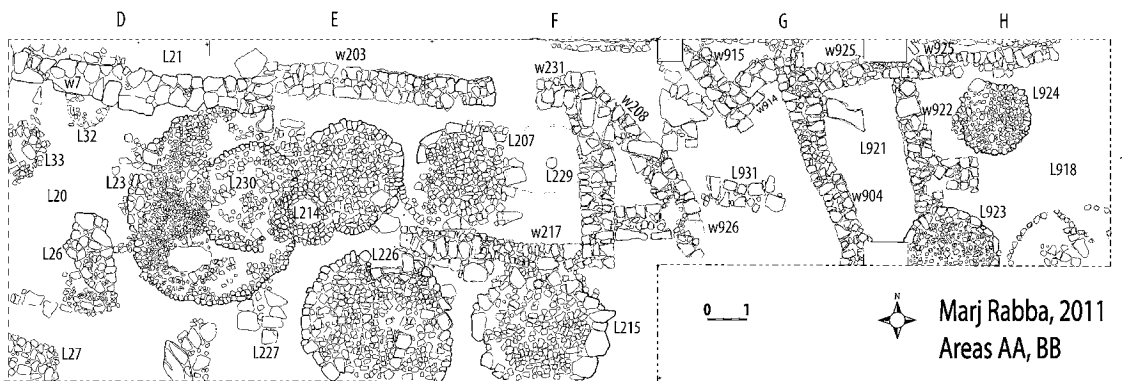 D E F G H
L21
w203
w7
w231
w915
w925
w925
w208
w914
w922
L924
L32
L33
L207
L921
L20
L23
L230
L229
L931
L918
L214
w904
L923
w217
w926
L26
L226
L227
L215
L27
0 1
N
Marj Rabba, 2011
Areas AA, BB